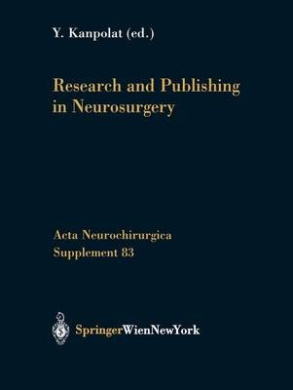 Y. Kanpolat (ed.)
Research and Publishing
in Neurosurgery
Acta Neurochirurgica
Supplement 83
SpringerWienNewYork